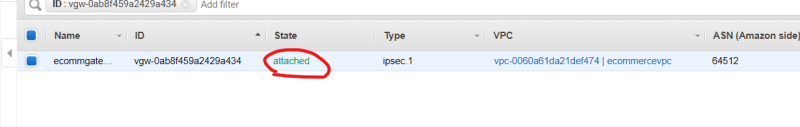 ID : vgw-0ab8f459a2429a434 Add filter
Name ID State Type VPC ASN (Amazon side)
ecommgate... vgw-0ab8f459a2429a434 attached ipsec.1 vpc-0060a61da21def474 | ecommercevpc 64512